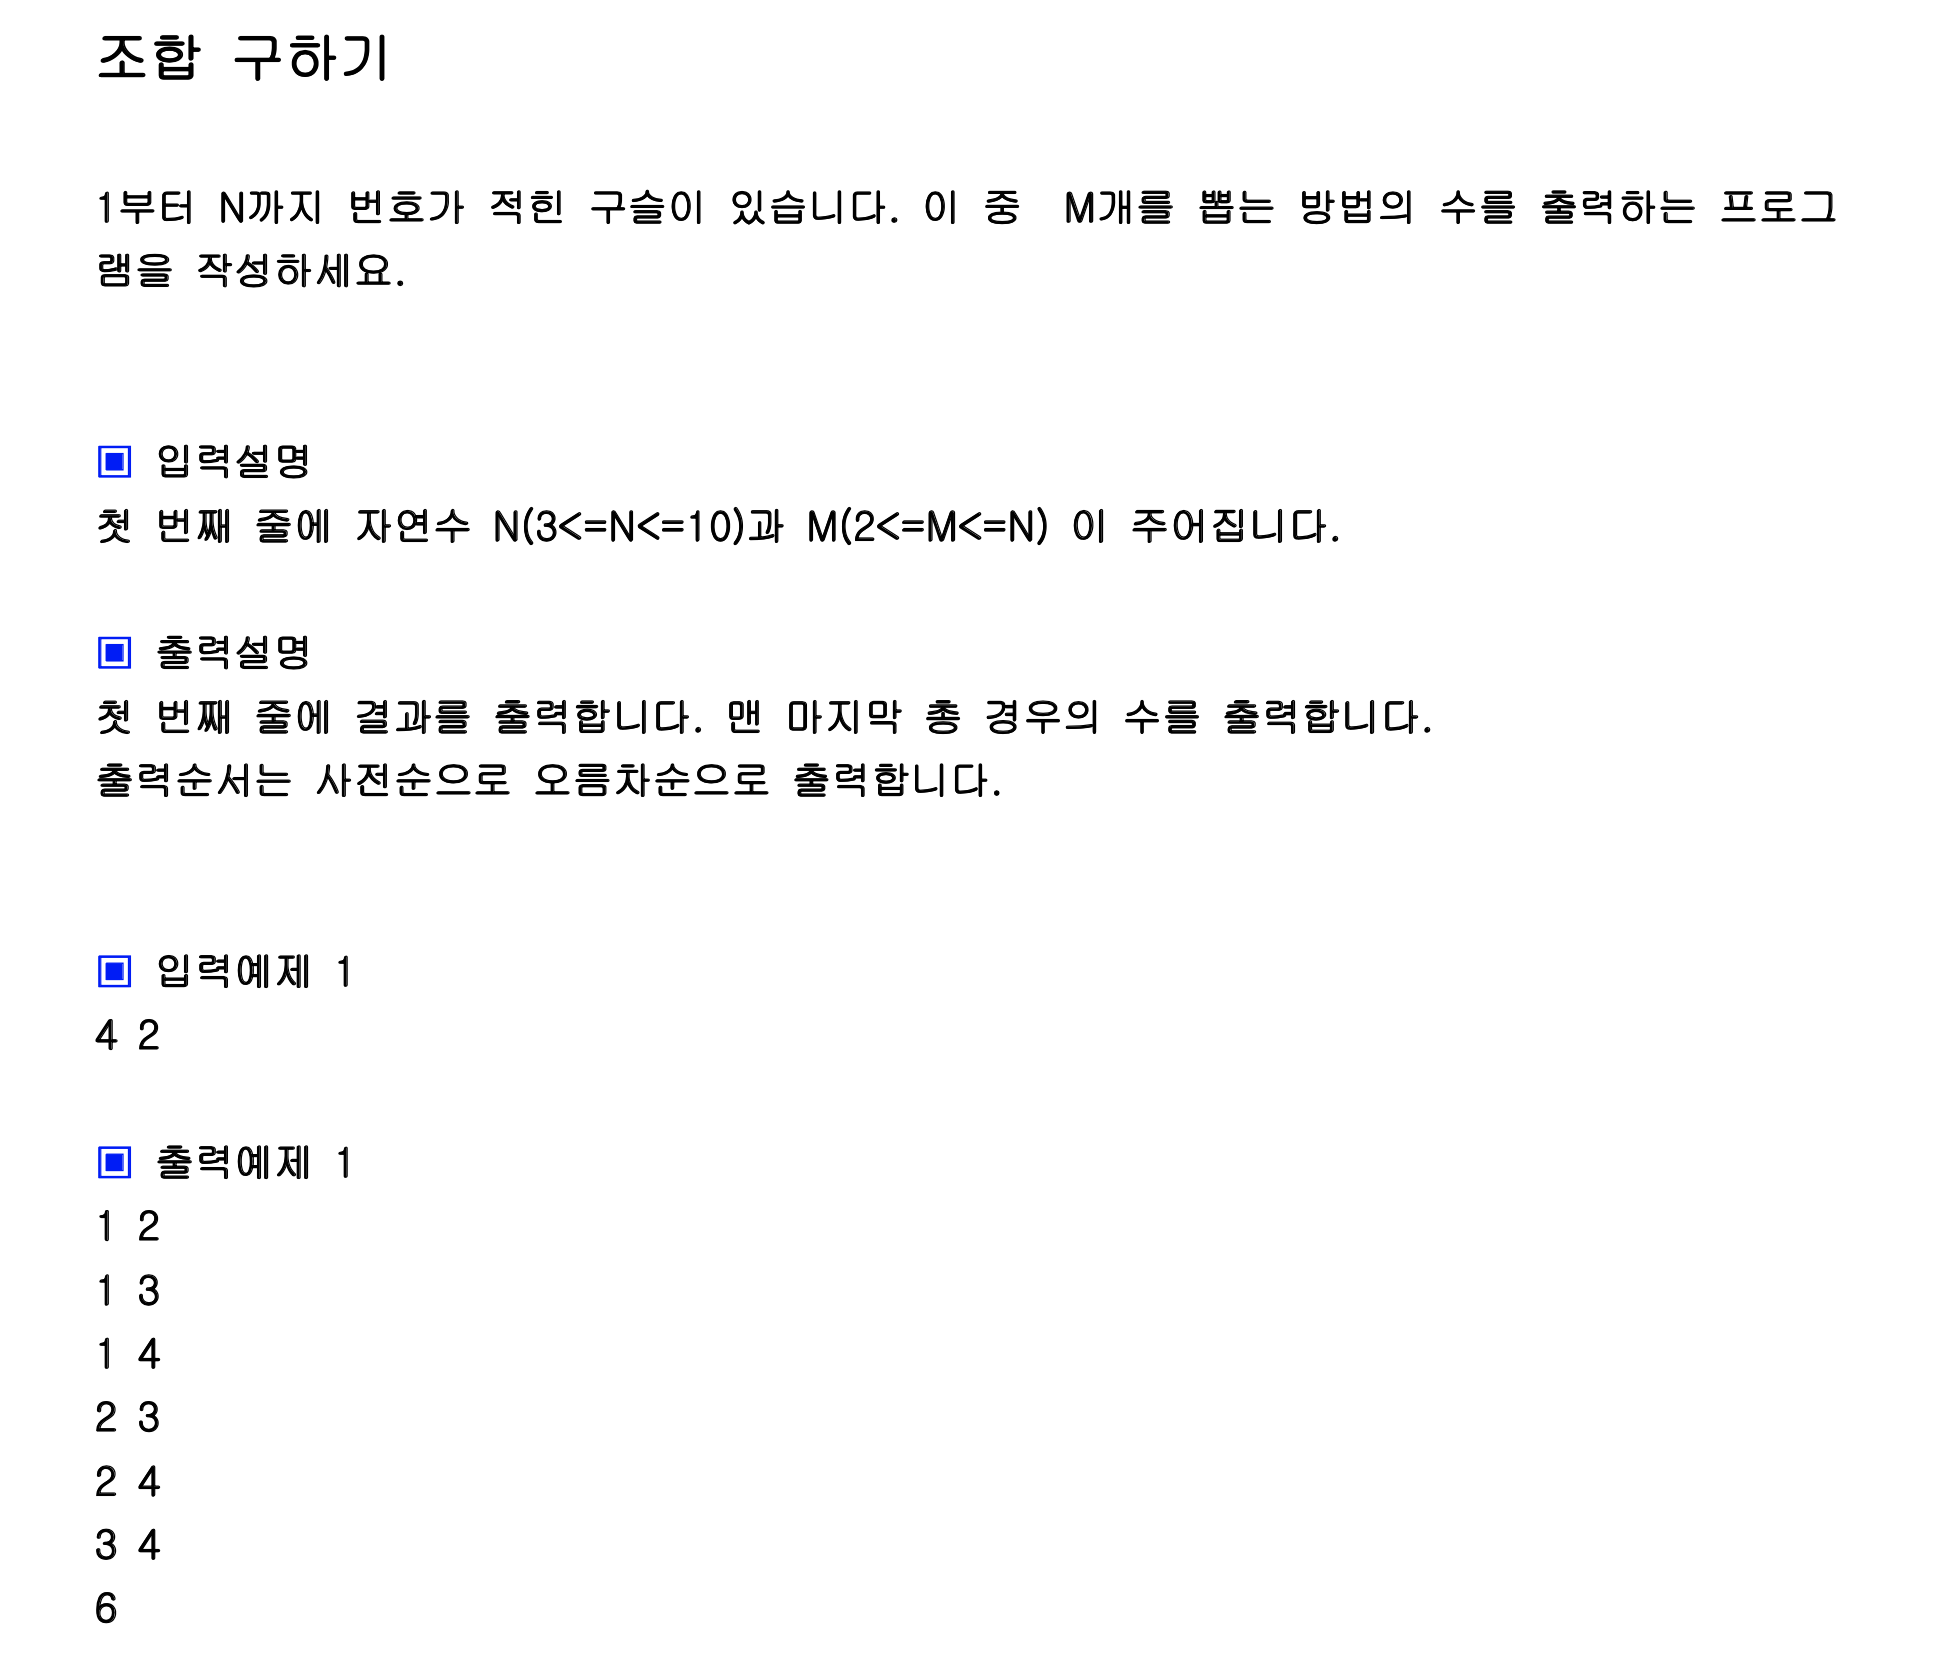 조합 구하기
1부터 N까지 번호가 적힌 구슬이 있습니다. 이 중  M개를 뽑는 방법의 수를 출력하는 프로그
램을 작성하세요.
▣ 입력설명
첫 번째 줄에 자연수 N(3<=N<=10)과 M(2<=M<=N) 이 주어집니다.
▣ 출력설명
첫 번째 줄에 결과를 출력합니다. 맨 마지막 총 경우의 수를 출력합니다.
출력순서는 사전순으로 오름차순으로 출력합니다.
▣ 입력예제 1
4 2
▣ 출력예제 1
1 2
1 3
1 4
2 3
2 4
3 4
6